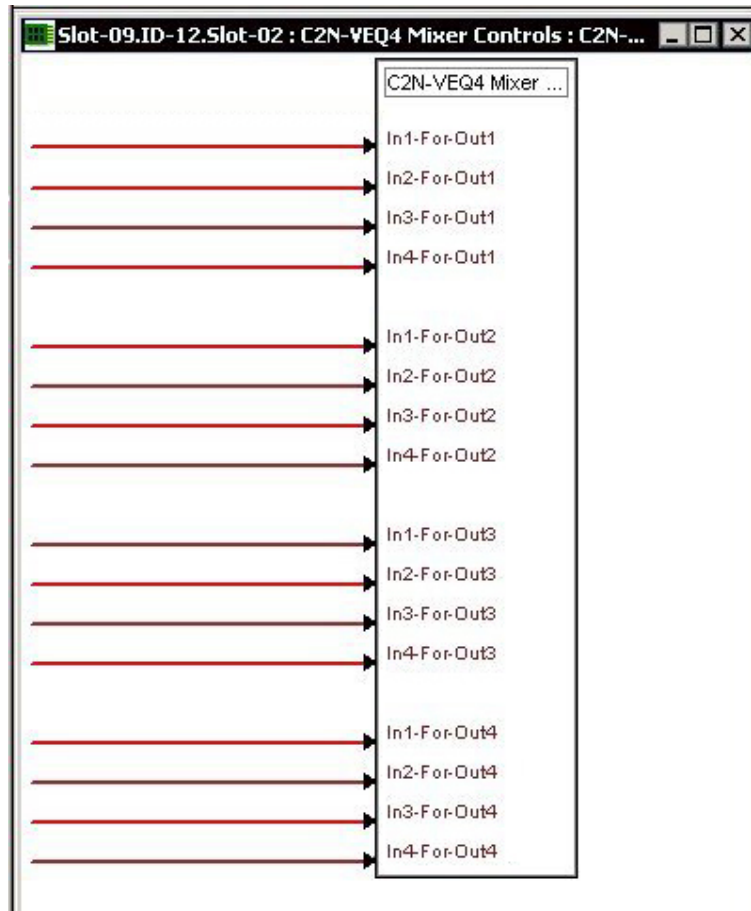 Slot-09.ID-12.Slot-02 : C2N-VEQ4 Mixer Controls : C2N-...
C2N-VEQ4 Mixer ...
In1-For-Out1
In2-For-Out1
In3-For-Out1
In4-For-Out1
In1-For-Out2
In2-For-Out2
In3-For-Out2
In4-For-Out2
In1-For-Out3
In2-For-Out3
In3-For-Out3
In4-For-Out3
In1-For-Out4
In2-For-Out4
In3-For-Out4
In4-For-Out4